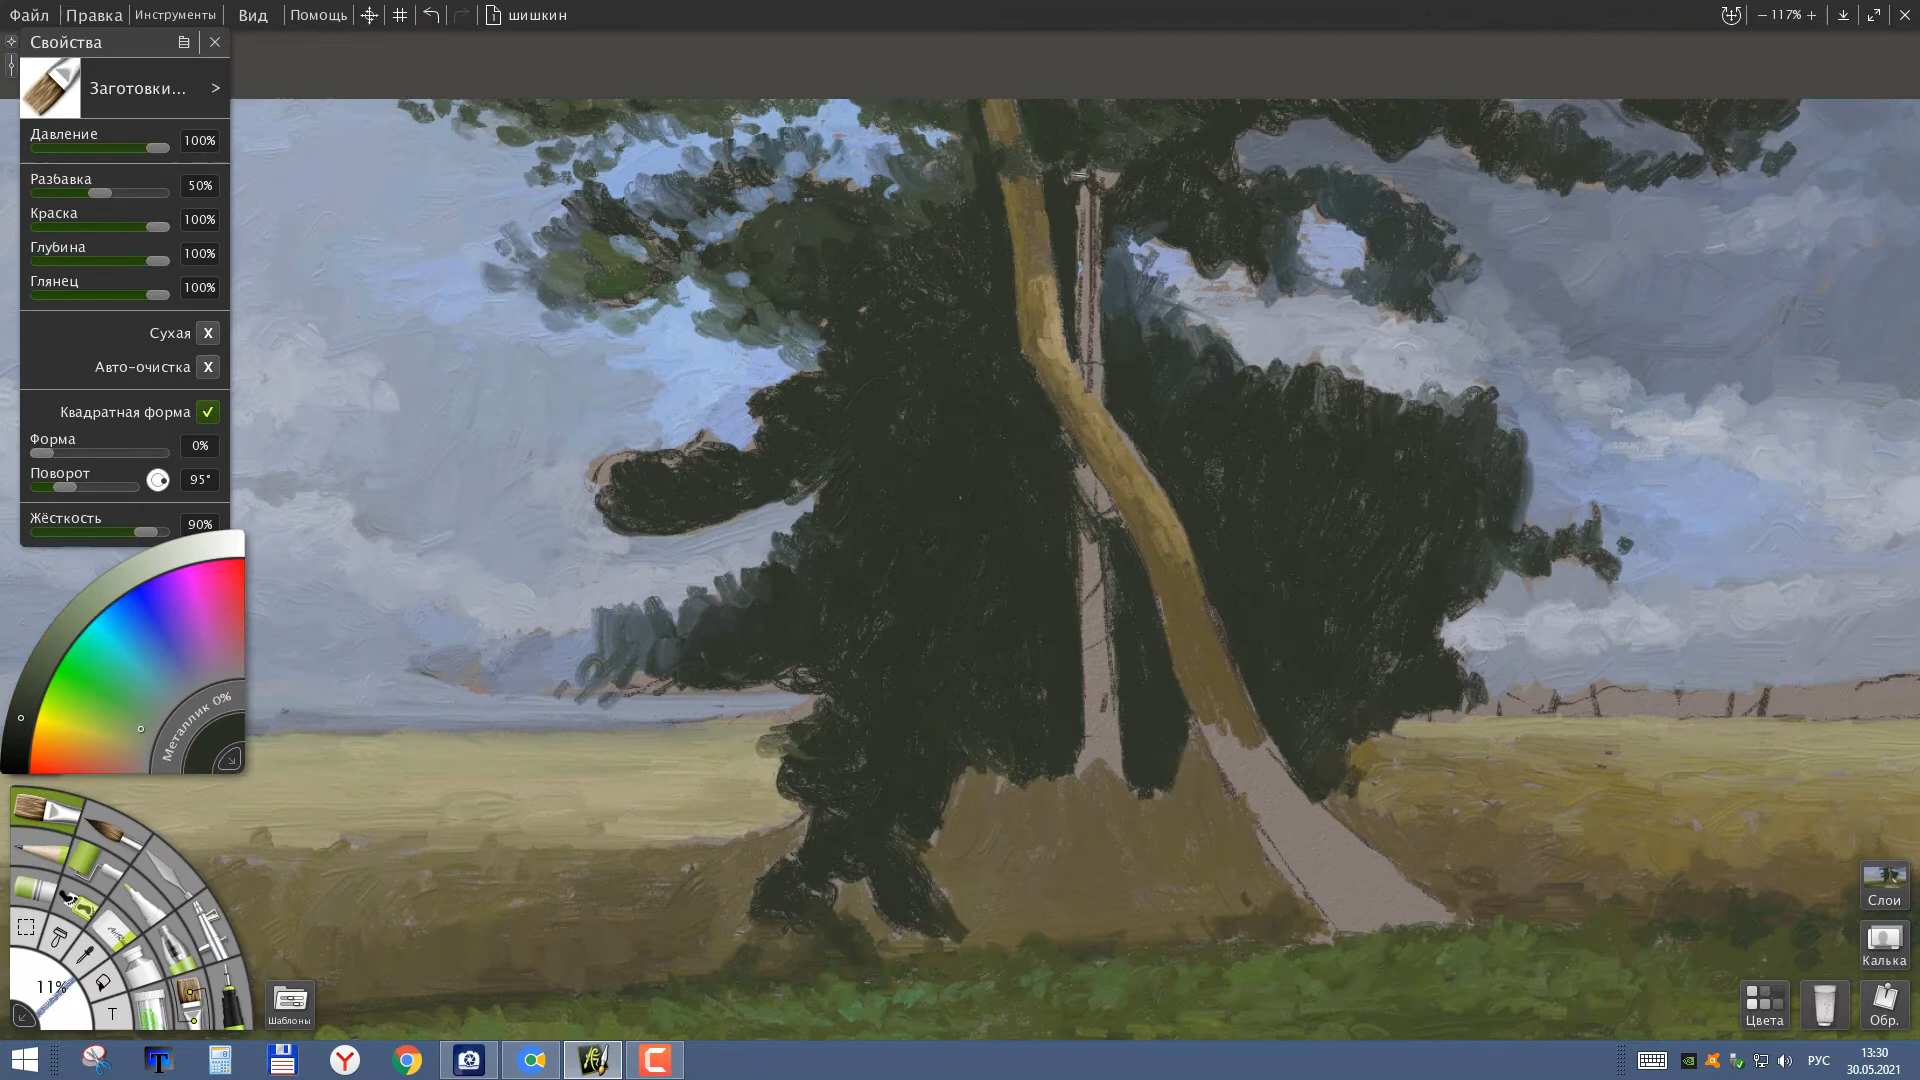 Файл Правка Инструменты Вид Помощь шишкин 117%
Свойства
Заготовки... >
Давление 100%
Разбавка 50%
Краска 100%
Глубина 100%
Глянец 100%
Сухая X
Авто-очистка X
Квадратная форма
Форма 0%
Поворот 95°
Жёсткость 90%
Металлик 0%
11%
T
Шаблоны
Слои
Калька
Цвета
Обр.
РУС
13:30
30.05.2021